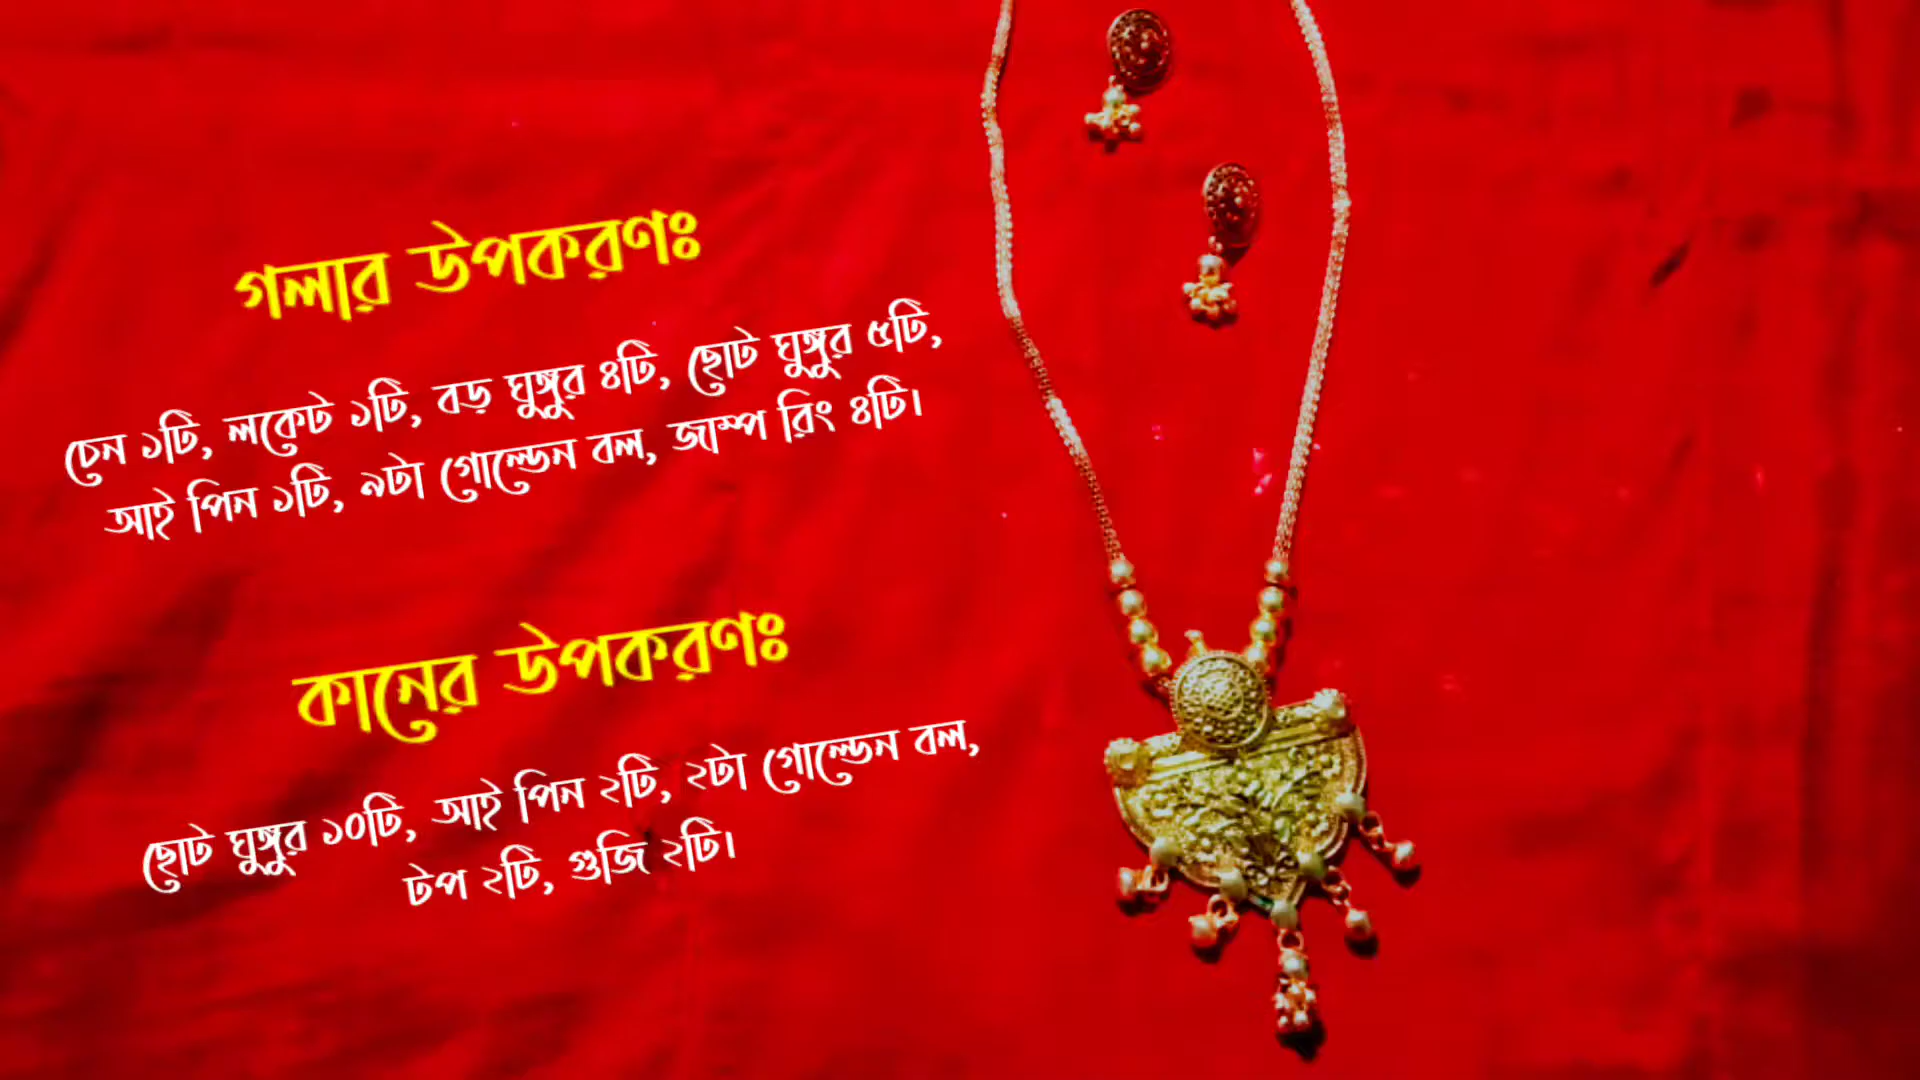 গলার উপকরণঃ
চেন ১টি, লকেট ১টি, বড় ঘুঙ্গুর ৪টি, ছোট ঘুঙ্গুর ৫টি,
আই পিন ১টি, ৯টা গোল্ডেন বল, জাম্প রিং ৪টি।
কানের উপকরণঃ
ছোট ঘুঙ্গুর ১০টি, আই পিন ২টি, ২টা গোল্ডেন বল,
টপ ২টি, গুজি ২টি।